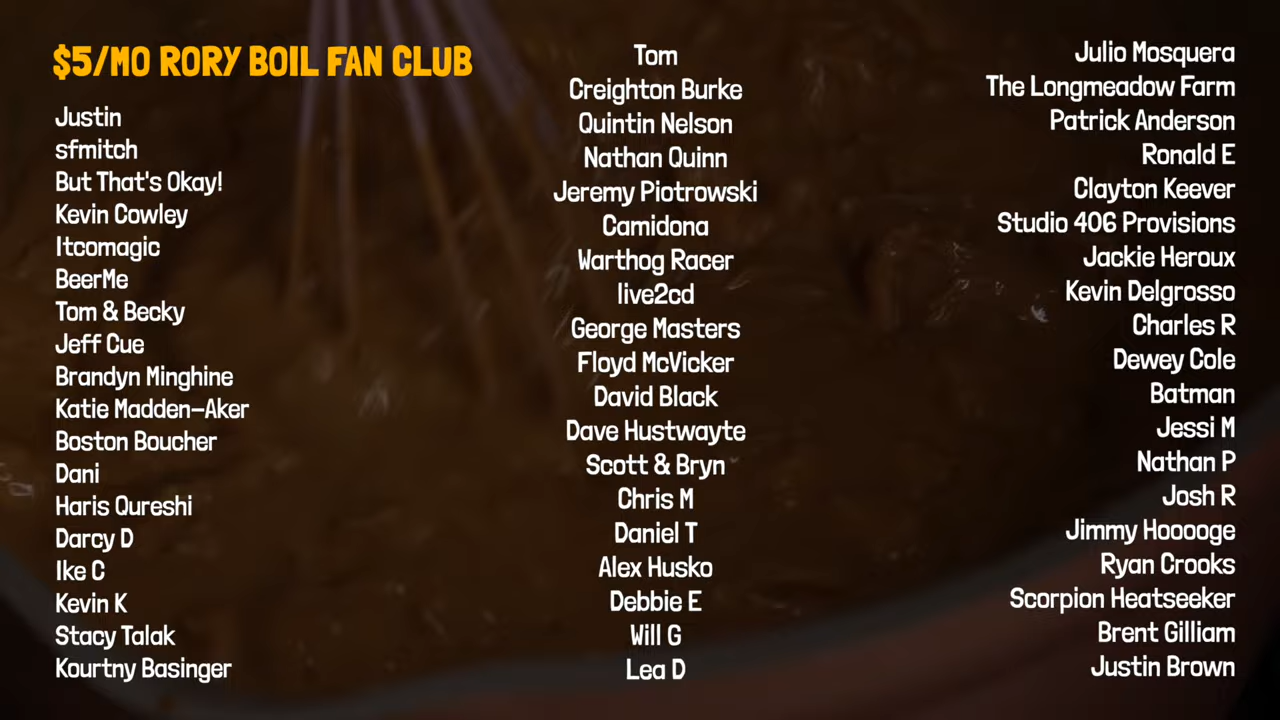 $5/MO RORY BOIL FAN CLUB
Justin
sfmitch
But That's Okay!
Kevin Cowley
Itcomagic
BeerMe
Tom & Becky
Jeff Cue
Brandyn Minghine
Katie Madden-Aker
Boston Boucher
Dani
Haris Qureshi
Darcy D
Ike C
Kevin K
Stacy Talak
Kourtny Basinger
Tom
Creighton Burke
Quintin Nelson
Nathan Quinn
Jeremy Piotrowski
Camidona
Warthog Racer
live2cd
George Masters
Floyd McVicker
David Black
Dave Hustwayte
Scott & Bryn
Chris M
Daniel T
Alex Husko
Debbie E
Will G
Lea D
Julio Mosquera
The Longmeadow Farm
Patrick Anderson
Ronald E
Clayton Keever
Studio 406 Provisions
Jackie Heroux
Kevin Delgrosso
Charles R
Dewey Cole
Batman
Jessi M
Nathan P
Josh R
Jimmy Hooooge
Ryan Crooks
Scorpion Heatseeker
Brent Gilliam
Justin Brown